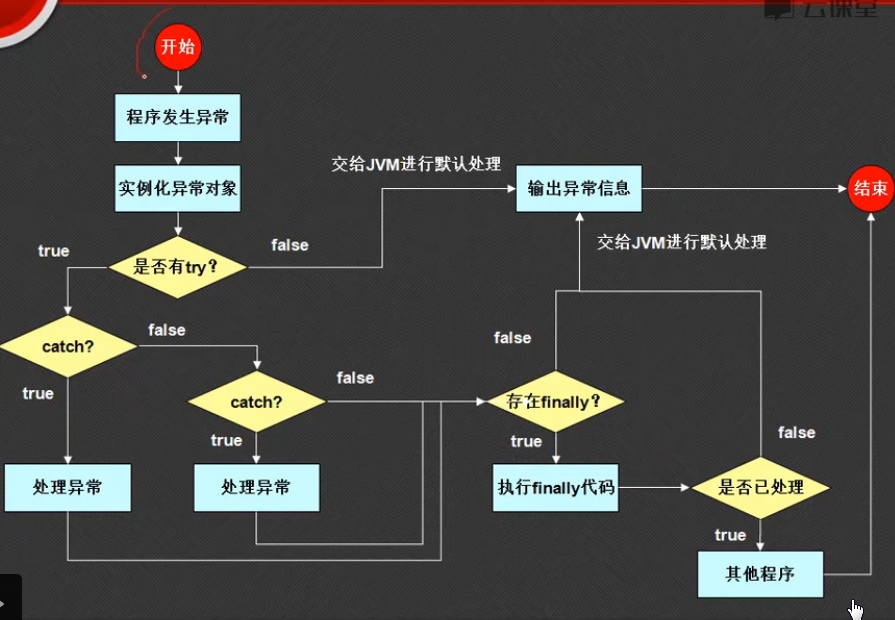 云课堂
开始
程序发生异常
交给JVM进行默认处理
实例化异常对象
输出异常信息
结束
交给JVM进行默认处理
true
false
是否有try？
false
false
catch?
true
false
catch?
存在finally？
true
true
false
处理异常
处理异常
执行finally代码
是否已处理
true
其他程序